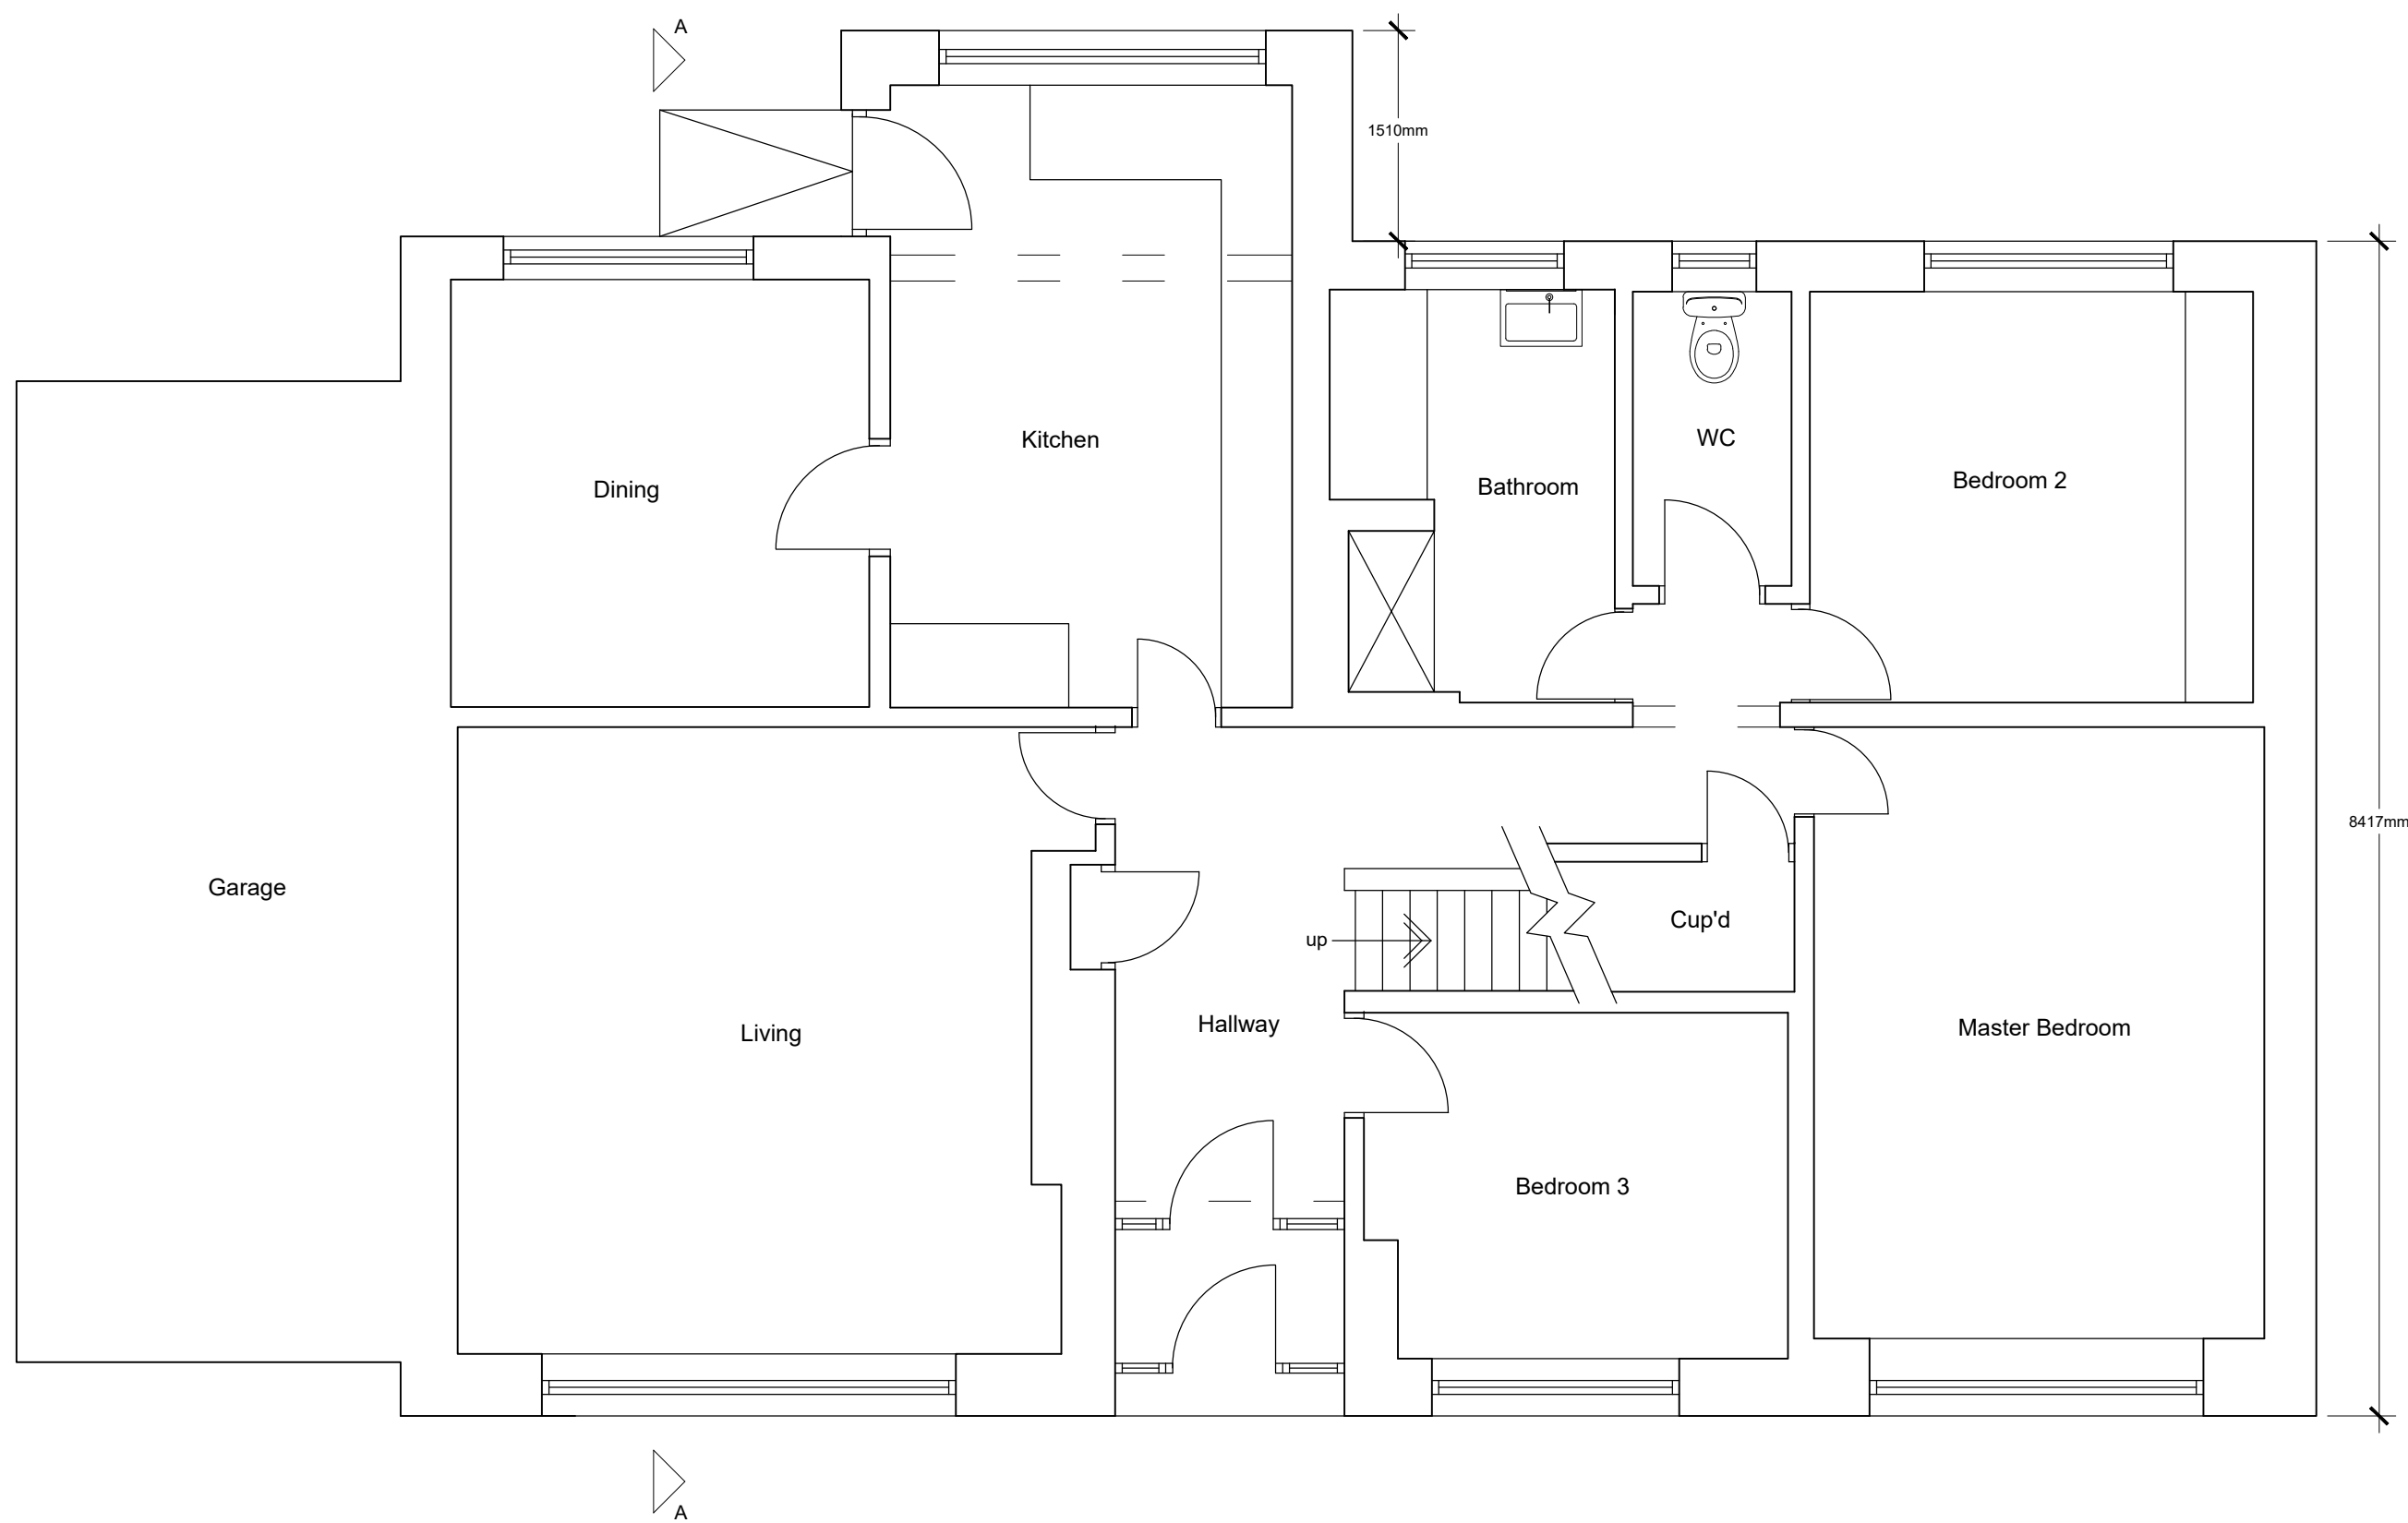 A
1510mm
Kitchen
WC
Bedroom 2
Bathroom
Dining
8417mm
Garage
Cup'd
up
Hallway
Master Bedroom
Living
Bedroom 3
A